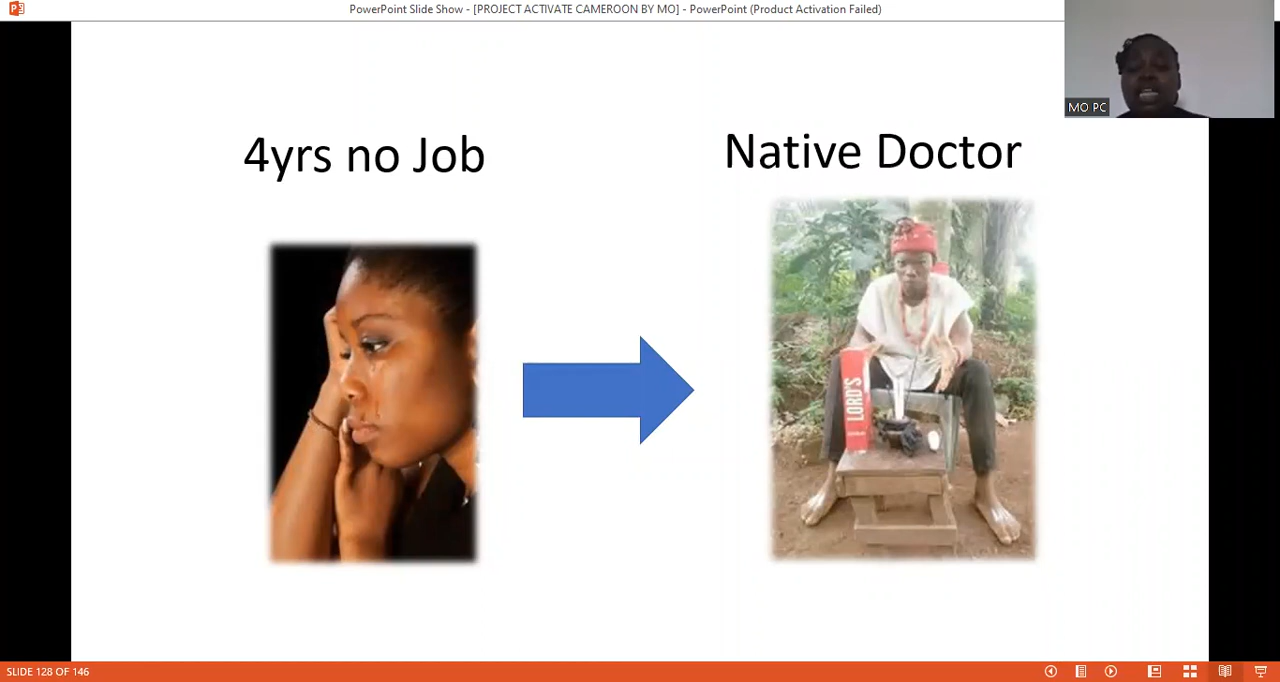 PowerPoint Slide Show - [PROJECT ACTIVATE CAMEROON BY MO] - PowerPoint (Product Activation Failed)
MO PC
4yrs no Job
Native Doctor
LORD'S
SLIDE 128 OF 146